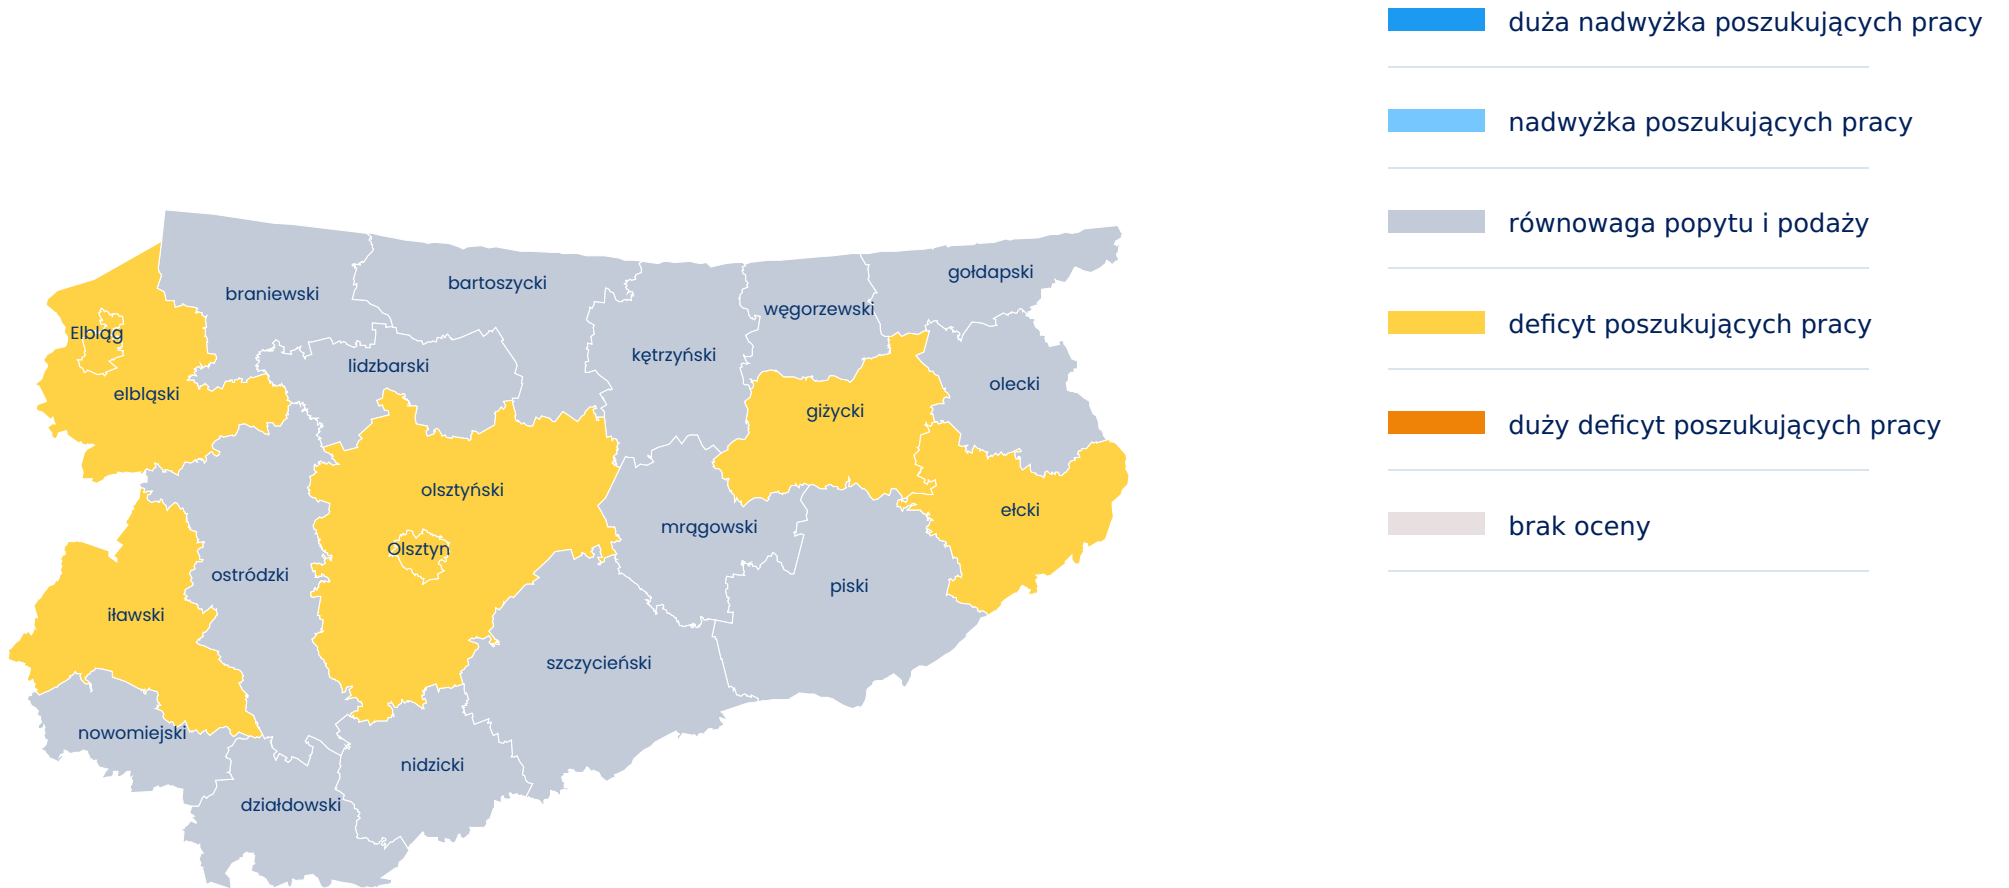 duża nadwyżka poszukujących pracy
nadwyżka poszukujących pracy
równowaga popytu i podaży
deficyt poszukujących pracy
duży deficyt poszukujących pracy
brak oceny
gołdapski
bartoszycki
braniewski
węgorzewski
Elbląg
kętrzyński
lidzbarski
olecki
elbląski
giżycki
olsztyński
ełcki
mrągowski
Olsztyn
ostródzki
piski
iławski
szczycieński
nowomiejski
nidzicki
działdowski